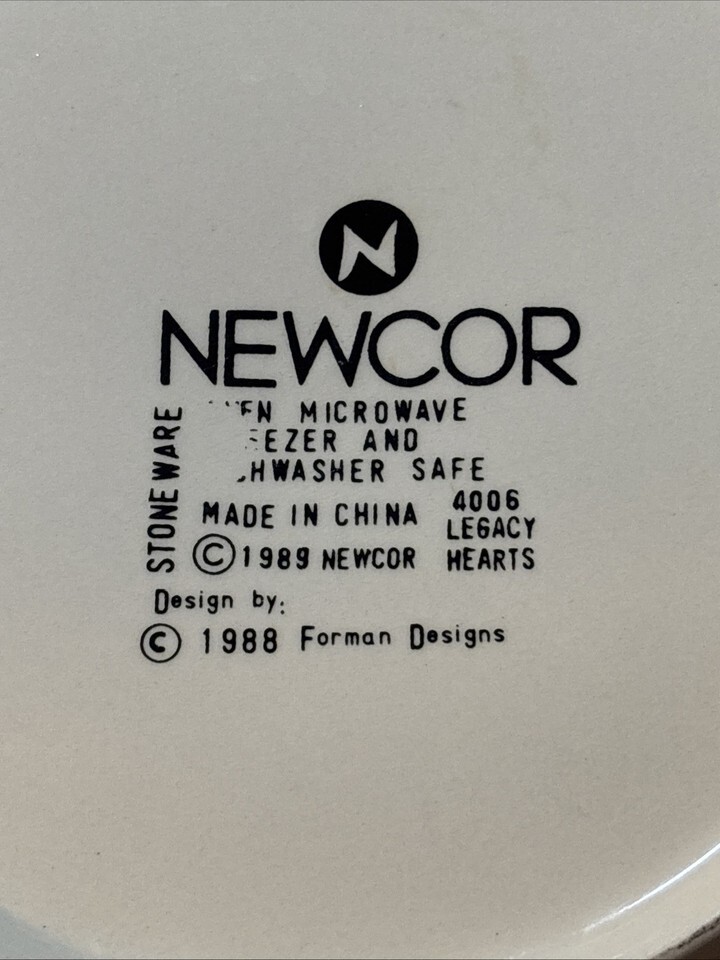 N
NEWCOR
STONEWARE
MICROWAVE
AND
SAFE
MADE IN CHINA
4006
LEGACY
HEARTS
© 1989 NEWCOR
Design by:
© 1988 Forman Designs